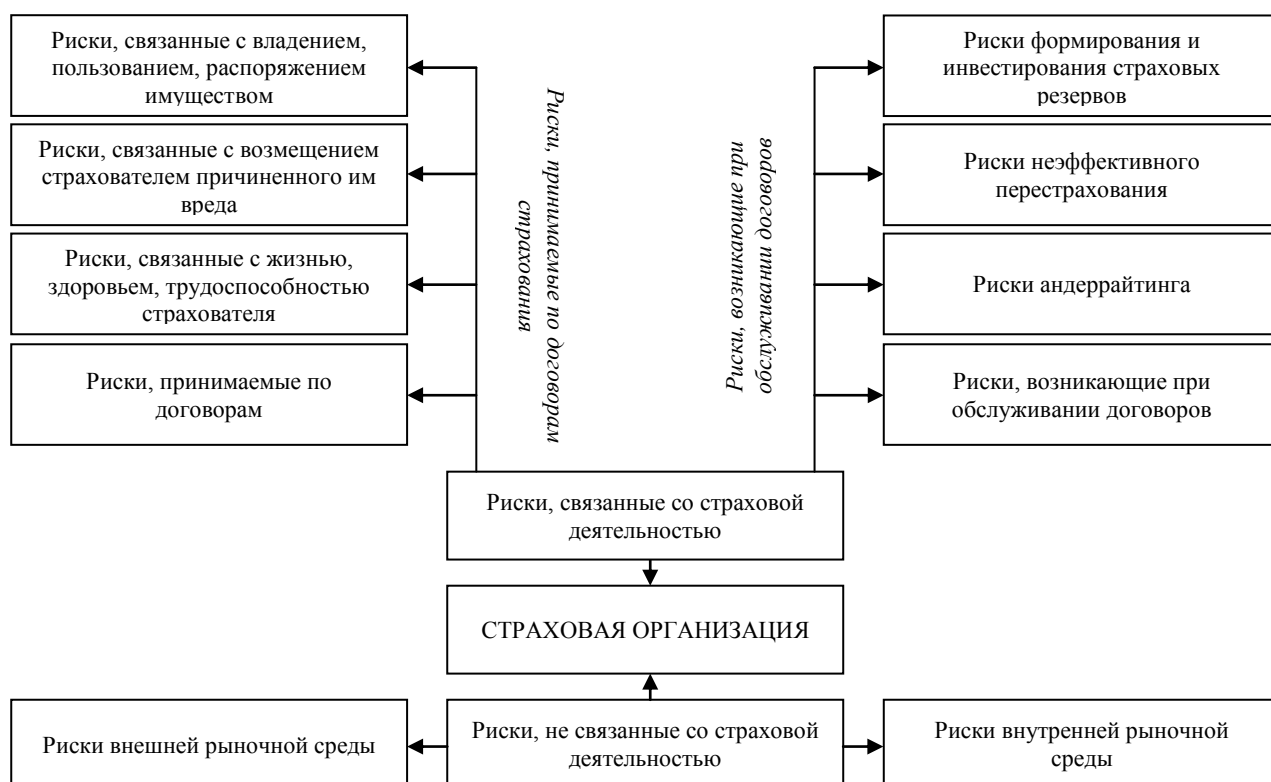 Риски, связанные с владением,
пользованием, распоряжением
имуществом
Риски, связанные с возмещением
страхователем причиненного им
вреда
Риски, связанные с жизнью,
здоровьем, трудоспособностью
страхователя
Риски, принимаемые по
договорам
Риски, принимаемые по договорам
страхования
Риски, возникающие при
обслуживании договоров
Риски формирования и
инвестирования страховых
резервов
Риски неэффективного
перестрахования
Риски андеррайтинга
Риски, возникающие при
обслуживании договоров
Риски, связанные со страховой
деятельностью
СТРАХОВАЯ ОРГАНИЗАЦИЯ
Риски внешней рыночной среды
Риски, не связанные со страховой
деятельностью
Риски внутренней рыночной
среды